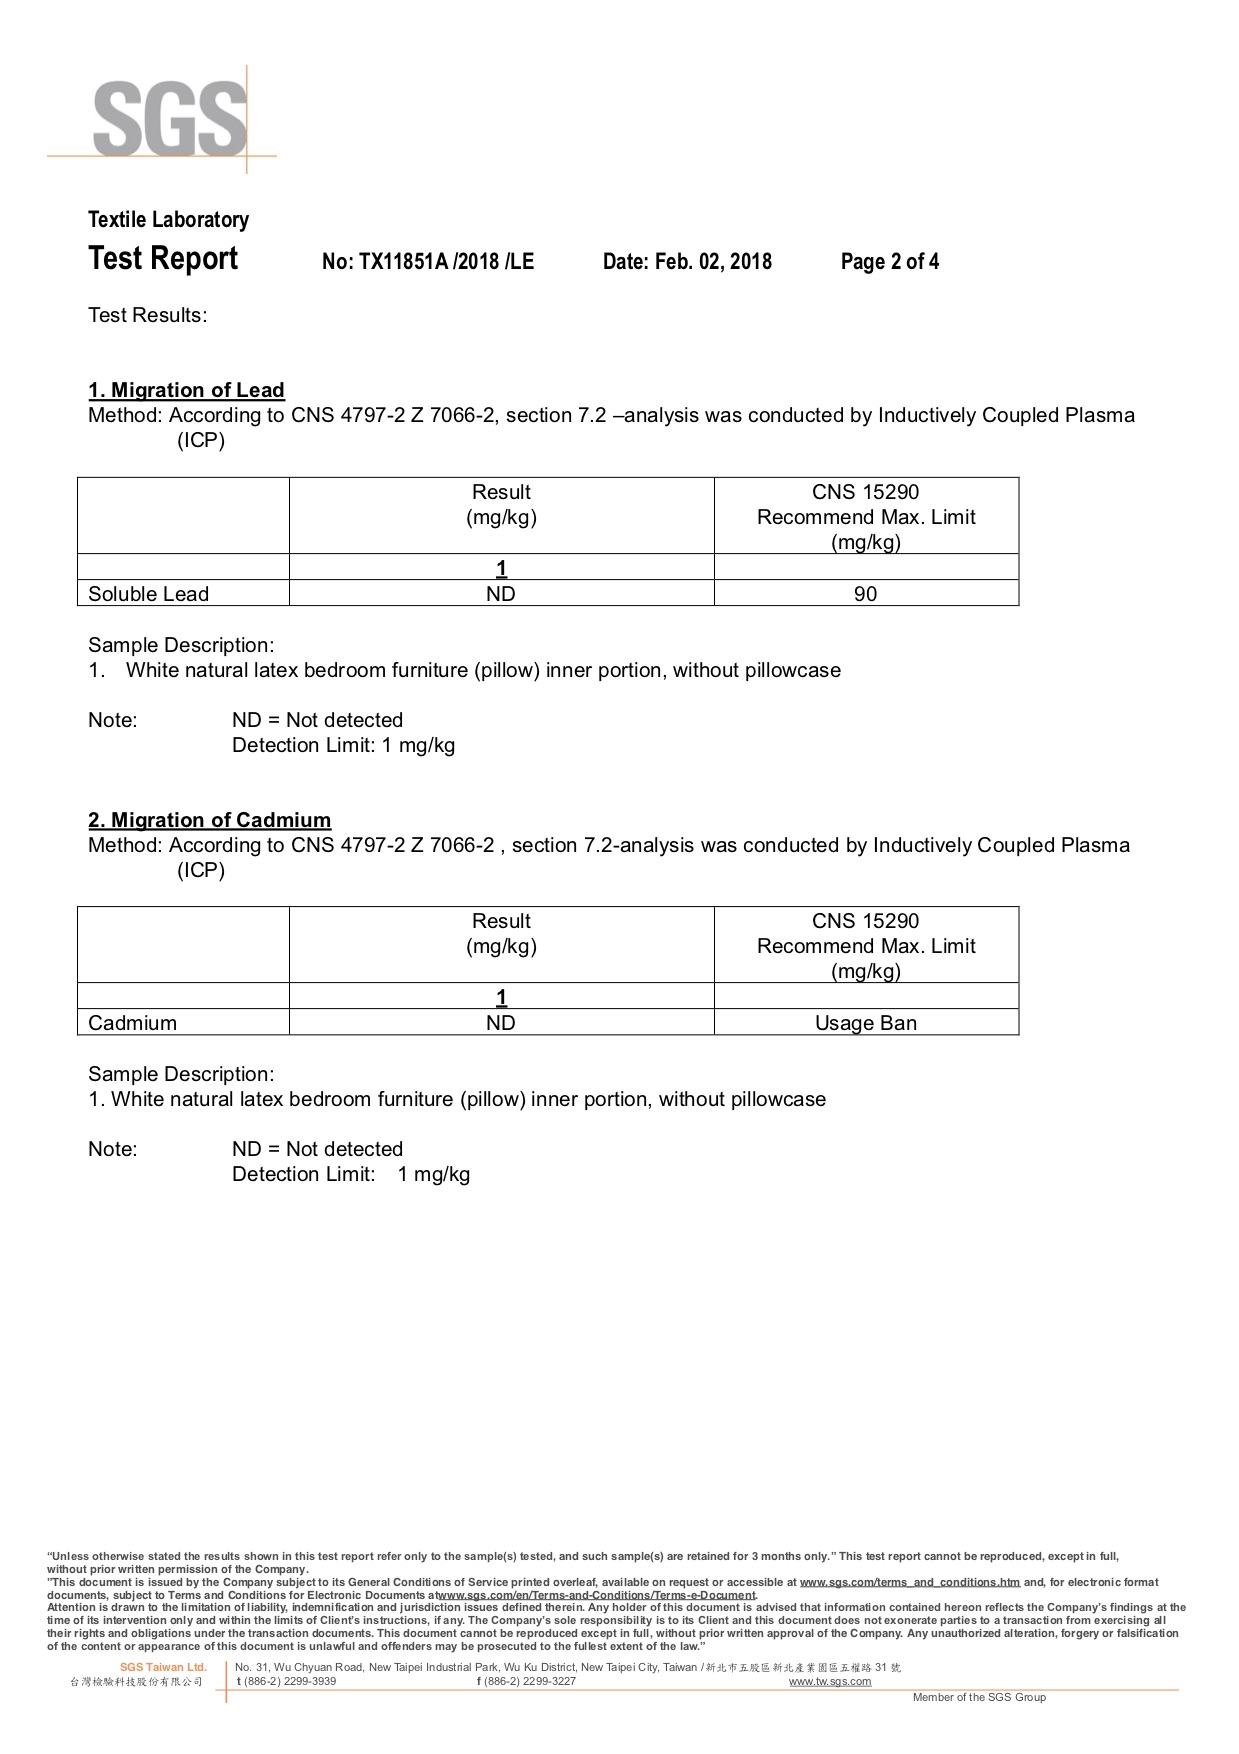 SGS
Textile Laboratory
Test Report No: TX11851A /2018 /LE Date: Feb. 02, 2018 Page 2 of 4
Test Results:
1. Migration of Lead
Method: According to CNS 4797-2 Z 7066-2, section 7.2 –analysis was conducted by Inductively Coupled Plasma
(ICP)
Result CNS 15290
(mg/kg) Recommend Max. Limit
(mg/kg)
1
Soluble Lead ND 90
Sample Description:
1. White natural latex bedroom furniture (pillow) inner portion, without pillowcase
Note: ND = Not detected
Detection Limit: 1 mg/kg
2. Migration of Cadmium
Method: According to CNS 4797-2 Z 7066-2 , section 7.2-analysis was conducted by Inductively Coupled Plasma
(ICP)
Result CNS 15290
(mg/kg) Recommend Max. Limit
(mg/kg)
1
Cadmium ND Usage Ban
Sample Description:
1. White natural latex bedroom furniture (pillow) inner portion, without pillowcase
Note: ND = Not detected
Detection Limit: 1 mg/kg
“Unless otherwise stated the results shown in this test report refer only to the sample(s) tested, and such sample(s) are retained for 3 months only.” This test report cannot be reproduced, except in full,
without prior written permission of the Company.
”This document is issued by the Company subject to its General Conditions of Service printed overleaf, available on request or accessible at www.sgs.com/terms_and_conditions.htm and, for electronic format
documents, subject to Terms and Conditions for Electronic Documents atwww.sgs.com/en/Terms-and-Conditions/Terms-e-Document.
Attention is drawn to the limitation of liability, indemnification and jurisdiction issues defined therein. Any holder of this document is advised that information contained hereon reflects the Company’s findings at the
time of its intervention only and within the limits of Client’s instructions, if any. The Company’s sole responsibility is to its Client and this document does not exonerate parties to a transaction from exercising all
their rights and obligations under the transaction documents. This document cannot be reproduced except in full, without prior written approval of the Company. Any unauthorized alteration, forgery or falsification
of the content or appearance of this document is unlawful and offenders may be prosecuted to the fullest extent of the law.”
SGS Taiwan Ltd. No. 31, Wu Chyuan Road, New Taipei Industrial Park, Wu Ku District, New Taipei City, Taiwan /新北市五股區新北產業園區五權路 31 號
台灣檢驗科技股份有限公司 t (886-2) 2299-3939 f (886-2) 2299-3227 www.tw.sgs.com
Member of the SGS Group